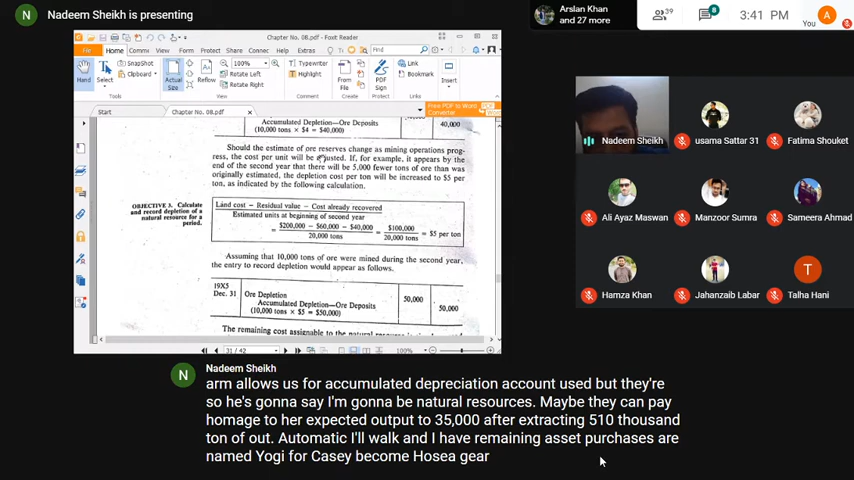 N Nadeem Sheikh is presenting
Arslan Khan
and 27 more
39
8
3:41 PM
A
You
Chapter No. 08.pdf - Foxit Reader
File Home Comment View Form Protect Share Connect Help Extras Find
Hand
Select
SnapShot
Clipboard
Actual Size
Reflow
100%
Rotate Left
Rotate Right
Typewriter
Highlight
From File
PDF Sign
Link
Bookmark
Insert
Tools
Start
Chapter No. 08.pdf
Free PDF to Word
Converter
Accumulated Depletion—Ore Deposits 40,000
(10,000 tons × $4 = $40,000)
Should the estimate of ore reserves change as mining operations prog-
ress, the cost per unit will be adjusted. If, for example, it appears by the
end of the second year that there will be 5,000 fewer tons of ore than was
originally estimated, the depletion cost per ton will be increased to $5 per
ton, as indicated by the following calculation.
OBJECTIVE 3. Calculate
and record depletion of a
natural resource for a
period.
Land cost - Residual value - Cost already recovered
Estimated units at beginning of second year
= $200,000 - $60,000 - $40,000 / 20,000 tons = $100,000 / 20,000 tons = $5 per ton
Assuming that 10,000 tons were mined during the second year,
the entry to record depletion would appear as follows.
19X5
Dec. 31 Ore Depletion 50,000
Accumulated Depletion—Ore Deposits 50,000
(10,000 tons × $5 = $50,000)
The remaining cost assignable to the natural resource is
31 / 42
100%
Nadeem Sheikh
usama Sattar 31
Fatima Shouket
Ali Ayaz Maswan
Manzoor Sumra
Sameera Ahmad
Hamza Khan
Jahanzaib Labar
T
Talha Hani
N
Nadeem Sheikh
arm allows us for accumulated depreciation account used but they're
so he's gonna say I'm gonna be natural resources. Maybe they can pay
homage to her expected output to 35,000 after extracting 510 thousand
ton of out. Automatic I'll walk and I have remaining asset purchases are
named Yogi for Casey become Hosea gear